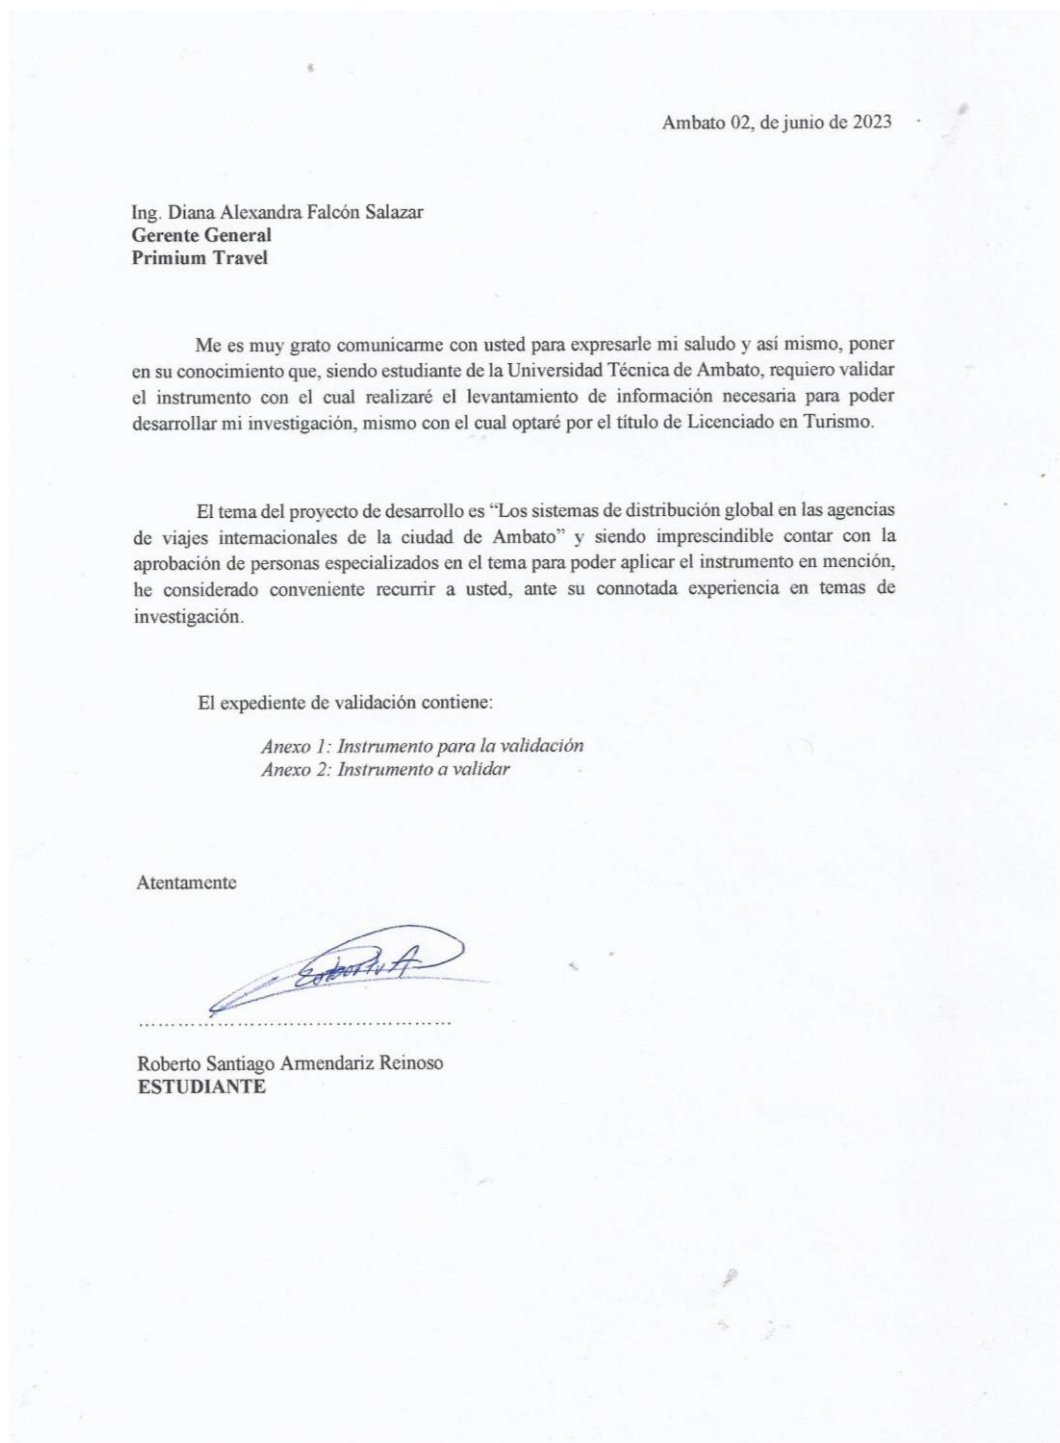 Ambato 02, de junio de 2023
Ing. Diana Alexandra Falcón Salazar
Gerente General
Primium Travel
Me es muy grato comunicarme con usted para expresarle mi saludo y así mismo, poner
en su conocimiento que, siendo estudiante de la Universidad Técnica de Ambato, requiero validar
el instrumento con el cual realizaré el levantamiento de información necesaria para poder
desarrollar mi investigación, mismo con el cual optaré por el título de Licenciado en Turismo.
El tema del proyecto de desarrollo es “Los sistemas de distribución global en las agencias
de viajes internacionales de la ciudad de Ambato” y siendo imprescindible contar con la
aprobación de personas especializados en el tema para poder aplicar el instrumento en mención,
he considerado conveniente recurrir a usted, ante su connotada experiencia en temas de
investigación.
El expediente de validación contiene:
Anexo 1: Instrumento para la validación
Anexo 2: Instrumento a validar
Atentamente
Roberto Santiago Armendariz Reinoso
ESTUDIANTE